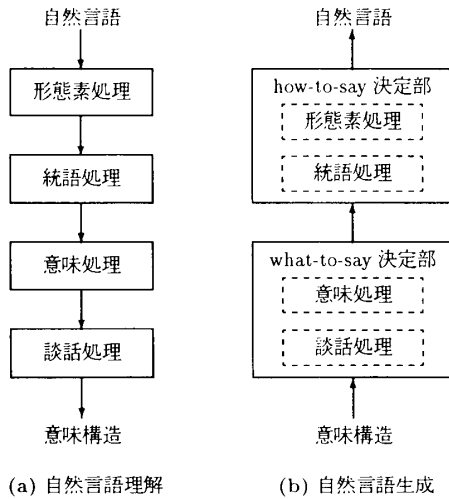 自然言語
形態素処理
統語処理
意味処理
談話処理
意味構造
(a) 自然言語理解
自然言語
how-to-say 決定部
形態素処理
統語処理
what-to-say 決定部
意味処理
談話処理
意味構造
(b) 自然言語生成